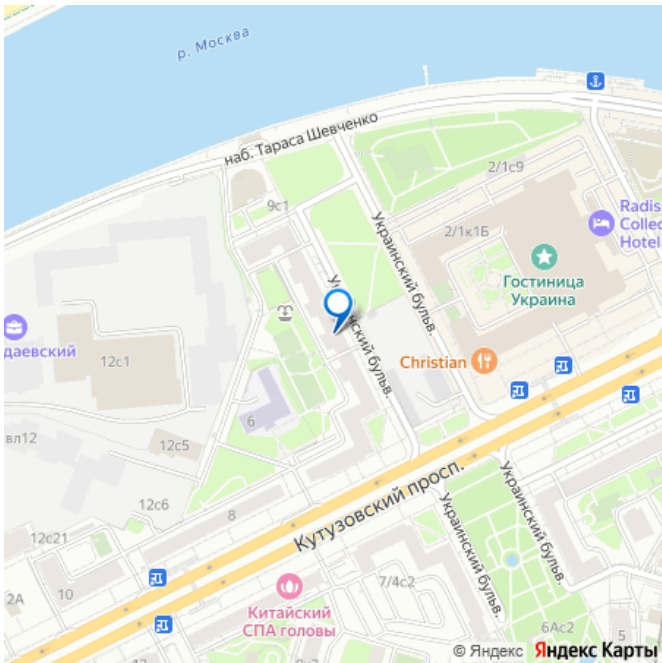 р. Москва
наб. Тараса Шевченко
2/1с9
9с1
2/1к1Б
Radis
Collec
Hotel
Украинский бульв.
Гостиница
Украина
Украинский бульв.
даевский
12с1
Christian
6
вл12
12с5
12с6
Украинский бульв.
Кутузовский просп.
8
12с21
Украинский бульв.
10
2А
7/4с2
Китайский
СПА головы
6Ас2
5
© Яндекс Яндекс Карты